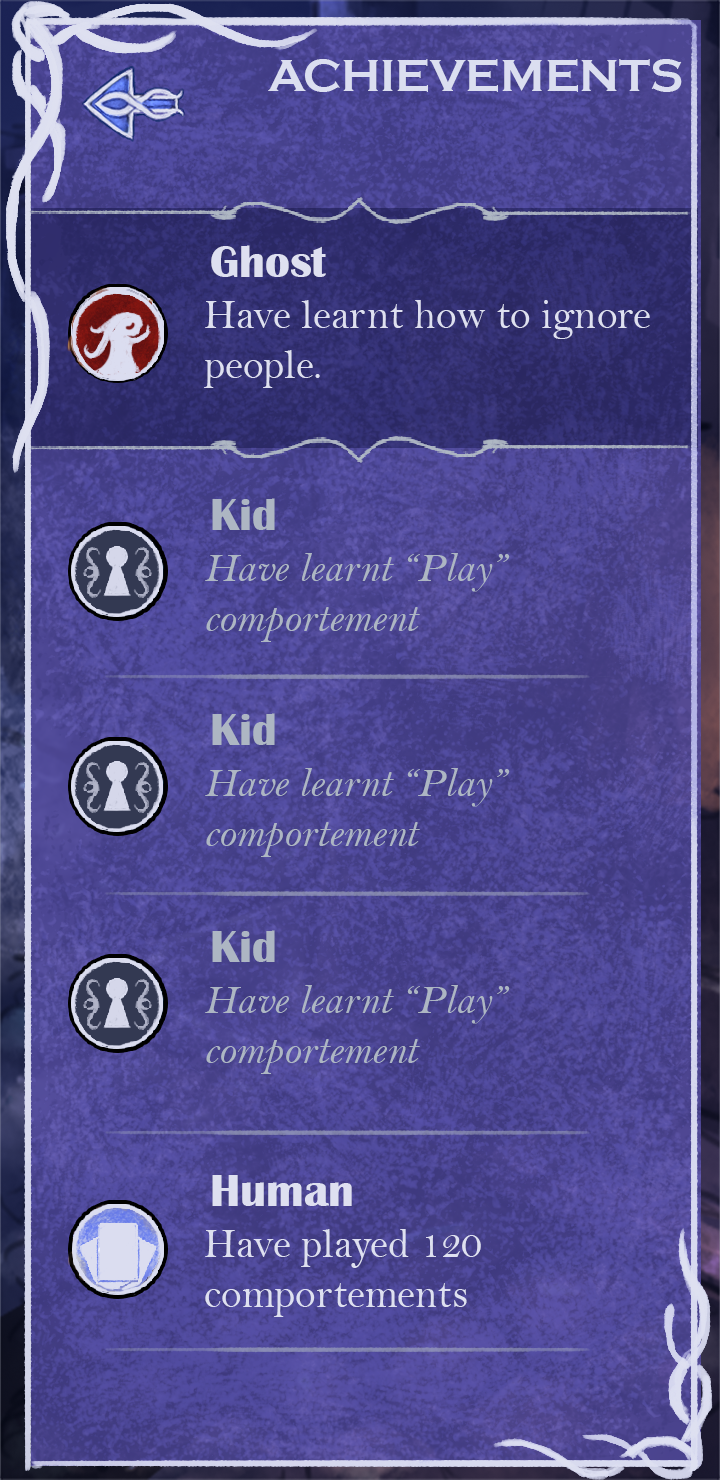 ACHIEVEMENTS
Ghost
Have learnt how to ignore
people.
Kid
Have learnt “Play”
comportement
Kid
Have learnt “Play”
comportement
Kid
Have learnt “Play”
comportement
Human
Have played 120
comportements